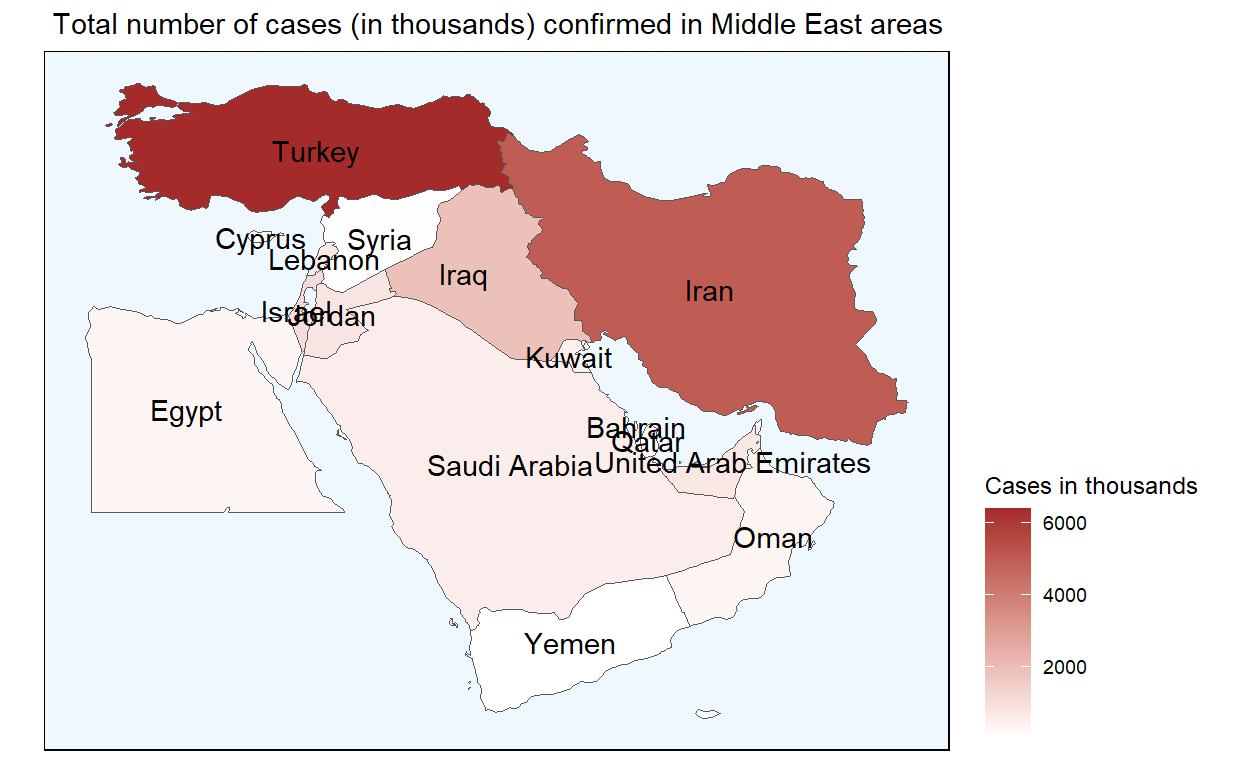 Total number of cases (in thousands) confirmed in Middle East areas
Turkey
Cyprus
Syria
Lebanon
Iraq
Iran
Israel
Jordan
Kuwait
Egypt
Bahrain
Qatar
Saudi Arabia
United Arab Emirates
Oman
Yemen
Cases in thousands
6000
4000
2000